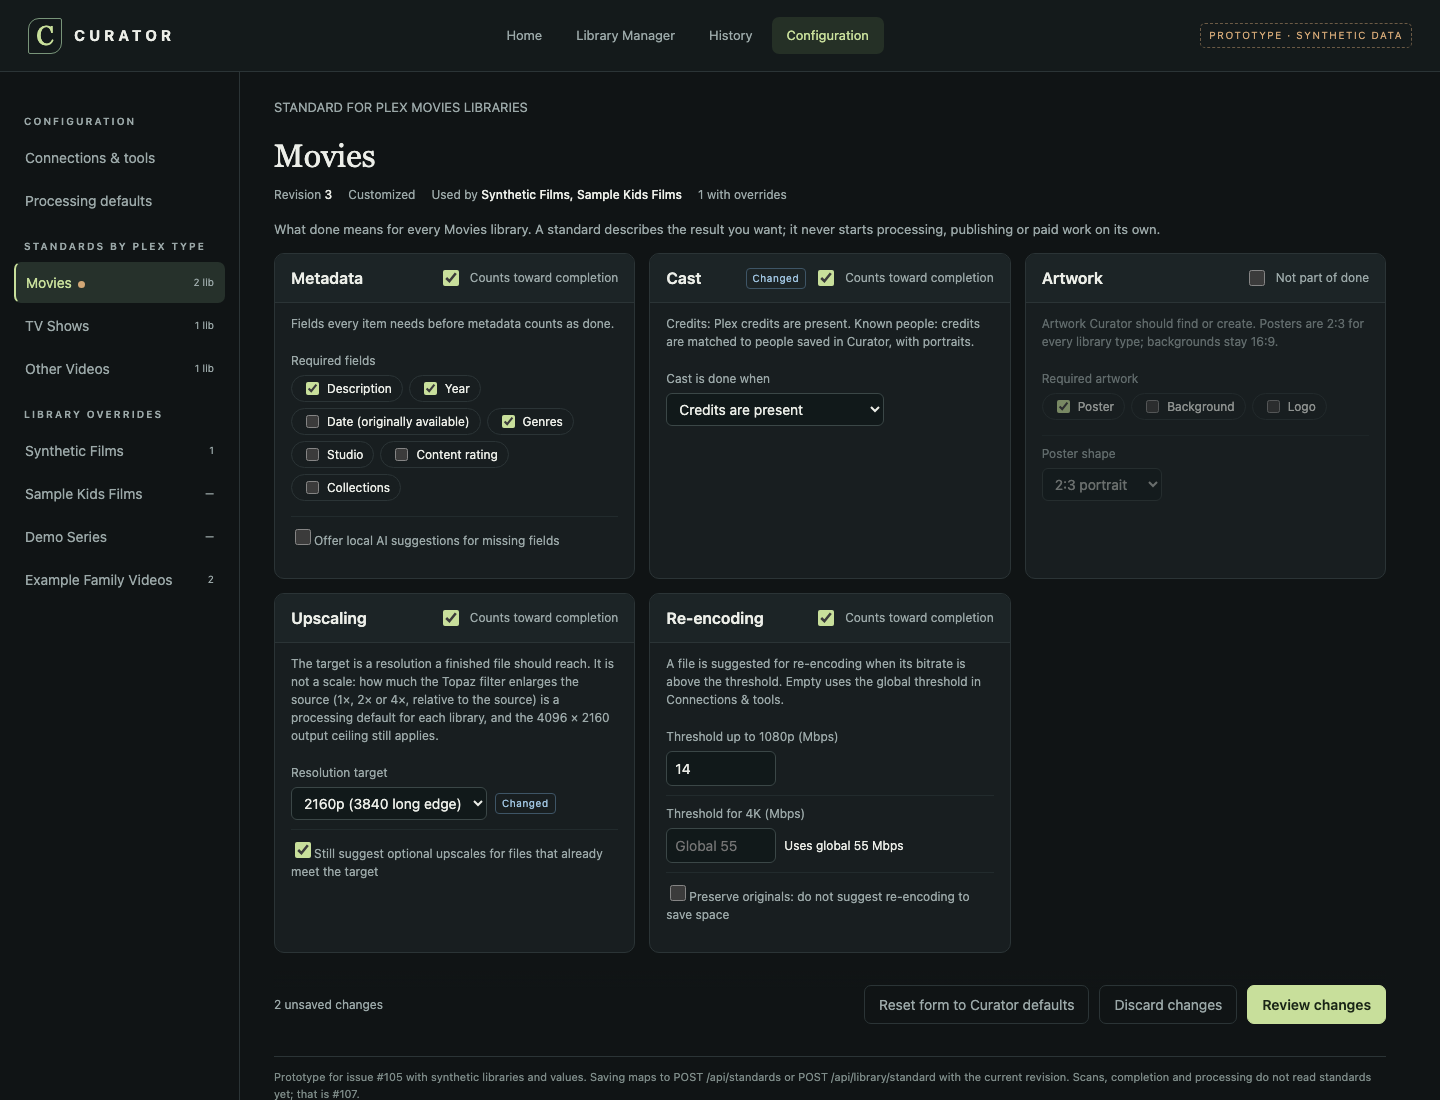 C CURATOR
Home Library Manager History Configuration
PROTOTYPE · SYNTHETIC DATA
CONFIGURATION
Connections & tools
Processing defaults
STANDARDS BY PLEX TYPE
Movies 2 lib
TV Shows 1 lib
Other Videos 1 lib
LIBRARY OVERRIDES
Synthetic Films 1
Sample Kids Films –
Demo Series –
Example Family Videos 2
STANDARD FOR PLEX MOVIES LIBRARIES
Movies
Revision 3 Customized Used by Synthetic Films, Sample Kids Films 1 with overrides
What done means for every Movies library. A standard describes the result you want; it never starts processing, publishing or paid work on its own.
Metadata Counts toward completion
Fields every item needs before metadata counts as done.
Required fields
Description Year
Date (originally available) Genres
Studio Content rating
Collections
Offer local AI suggestions for missing fields
Cast Changed Counts toward completion
Credits: Plex credits are present. Known people: credits
are matched to people saved in Curator, with portraits.
Cast is done when
Credits are present
Artwork Not part of done
Artwork Curator should find or create. Posters are 2:3 for
every library type; backgrounds stay 16:9.
Required artwork
Poster Background Logo
Poster shape
2:3 portrait
Upscaling Counts toward completion
The target is a resolution a finished file should reach. It is
not a scale: how much the Topaz filter enlarges the
source (1×, 2× or 4×, relative to the source) is a
processing default for each library, and the 4096 × 2160
output ceiling still applies.
Resolution target
2160p (3840 long edge) Changed
Still suggest optional upscales for files that already
meet the target
Re-encoding Counts toward completion
A file is suggested for re-encoding when its bitrate is
above the threshold. Empty uses the global threshold in
Connections & tools.
Threshold up to 1080p (Mbps)
14
Threshold for 4K (Mbps)
Global 55 Uses global 55 Mbps
Preserve originals: do not suggest re-encoding to
save space
2 unsaved changes
Reset form to Curator defaults Discard changes Review changes
Prototype for issue #105 with synthetic libraries and values. Saving maps to POST /api/standards or POST /api/library/standard with the current revision. Scans, completion and processing do not read standards
yet; that is #107.